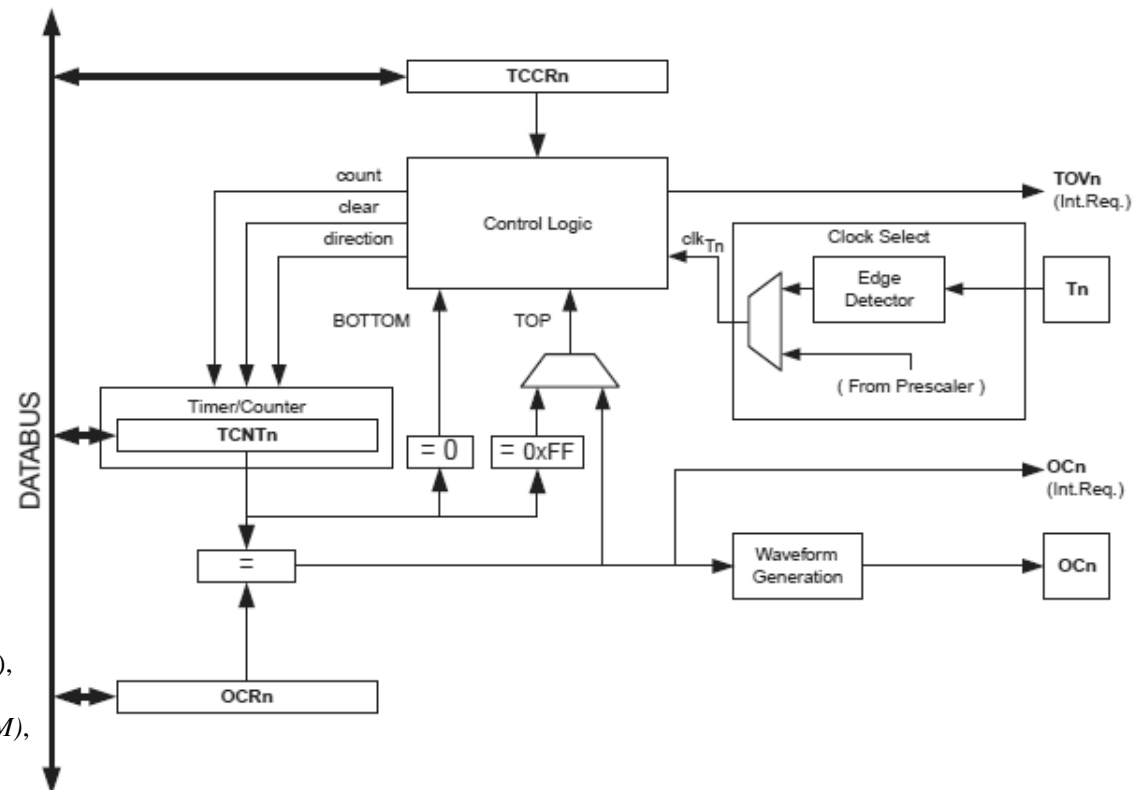 TCCRn
count
clear
direction
Control Logic
TOVn
(Int.Req.)
clkTn
Clock Select
Edge
Detector
Tn
BOTTOM
TOP
( From Prescaler )
DATABUS
Timer/Counter
TCNTn
= 0
= 0xFF
OCn
(Int.Req.)
=
Waveform
Generation
OCn
),
OCRn
M),